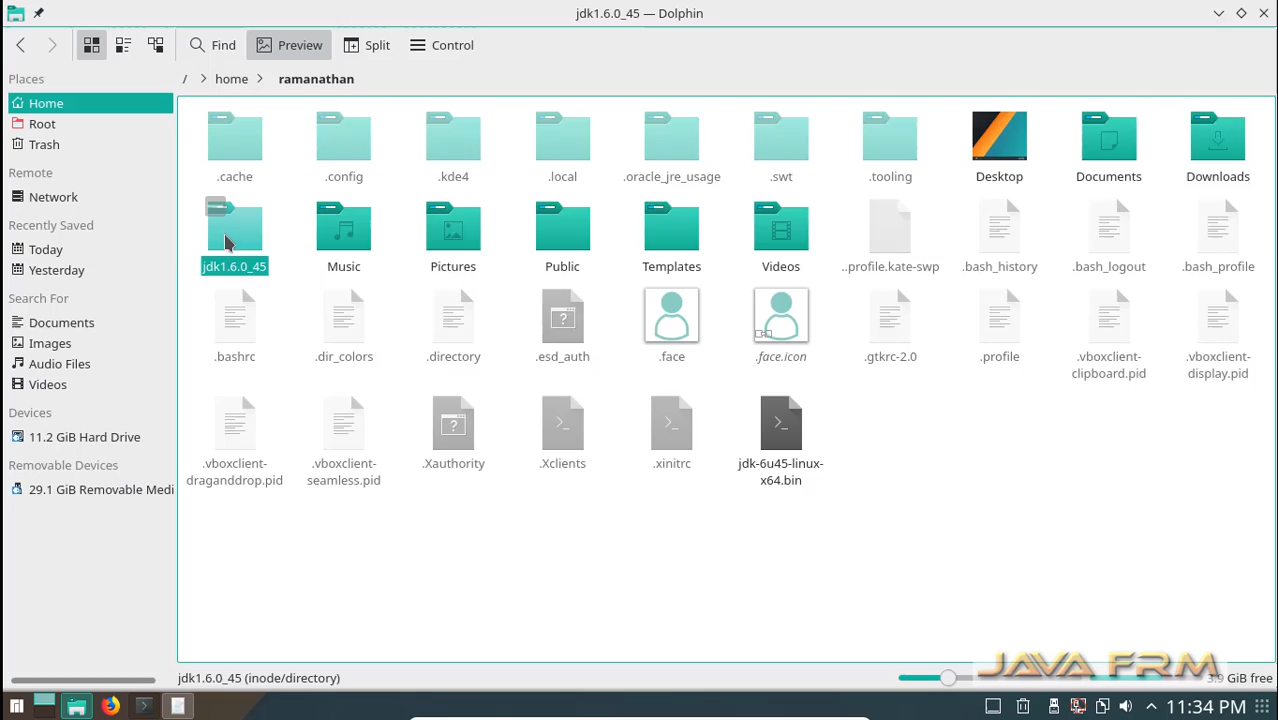 jdk1.6.0_45 — Dolphin
Find
Preview
Split
Control
Places
/ > home > ramanathan
Home
Root
Trash
Remote
Network
Recently Saved
Today
Yesterday
Search For
Documents
Images
Audio Files
Videos
Devices
11.2 GiB Hard Drive
Removable Devices
29.1 GiB Removable Medi
.cache
.config
.kde4
.local
.oracle_jre_usage
.swt
.tooling
Desktop
Documents
Downloads
jdk1.6.0_45
Music
Pictures
Public
Templates
Videos
..profile.kate-swp
.bash_history
.bash_logout
.bash_profile
.bashrc
.dir_colors
.directory
.esd_auth
.face
.face.icon
.gtkrc-2.0
.profile
.vboxclient-
clipboard.pid
.vboxclient-
display.pid
.vboxclient-
draganddrop.pid
.vboxclient-
seamless.pid
.Xauthority
.Xclients
.xinitrc
jdk-6u45-linux-
x64.bin
jdk1.6.0_45 (inode/directory)
JAVA FRM
3.9 GiB free
11:34 PM